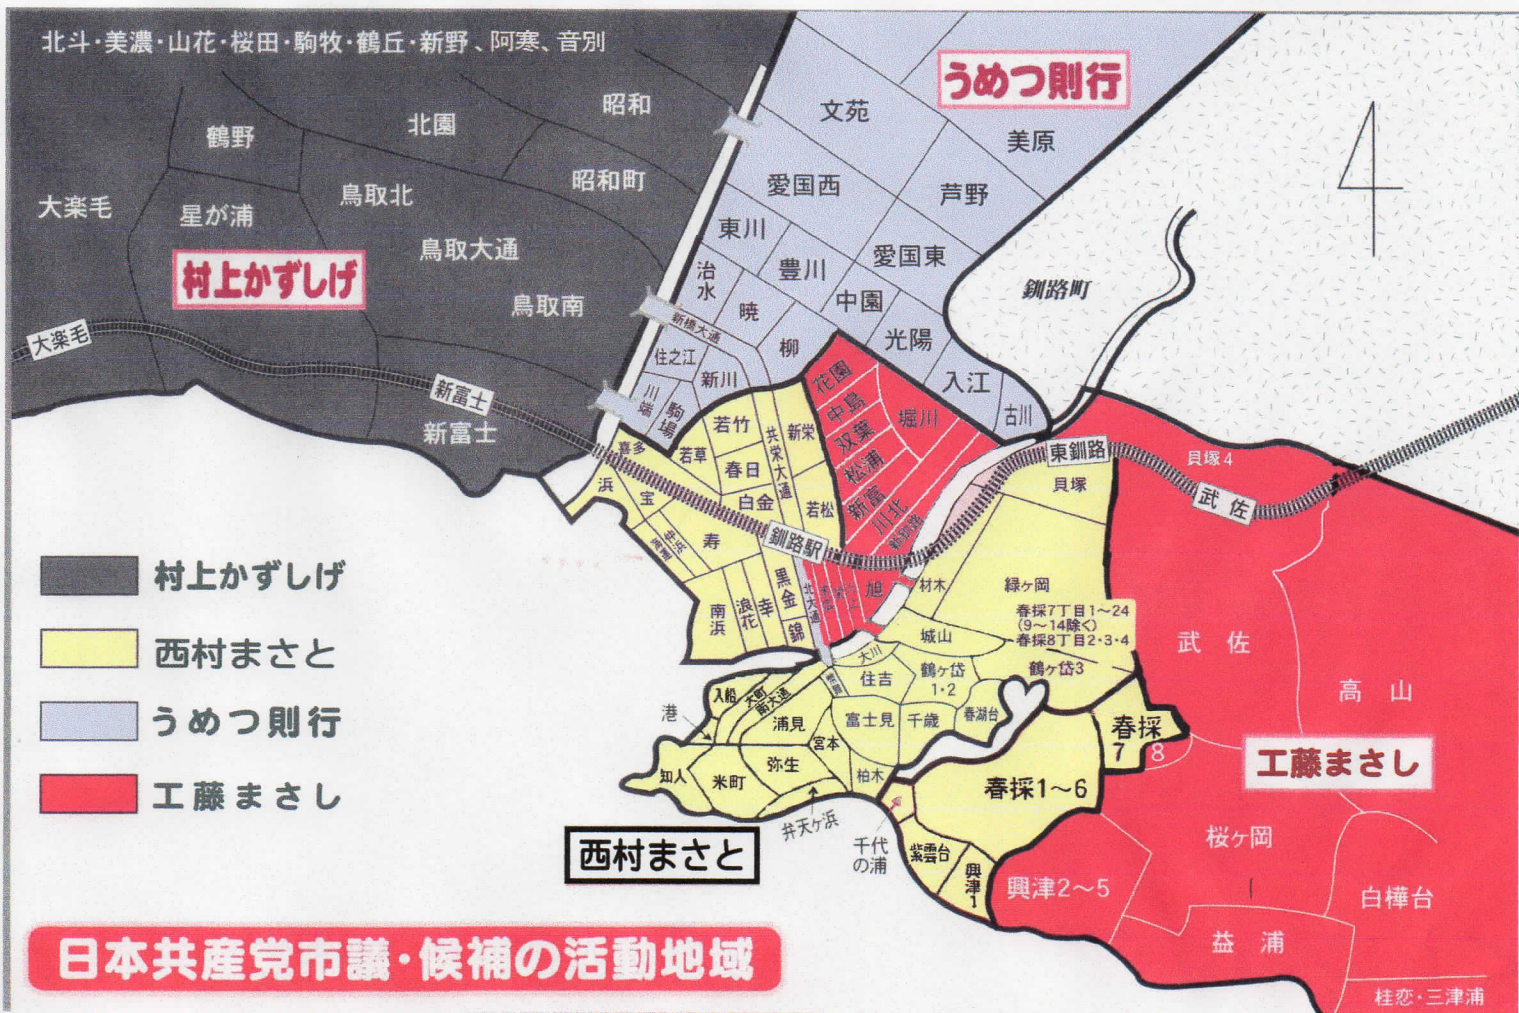 北斗・美濃・山花・桜田・駒牧・鶴丘・新野、阿寒、音別
うめつ則行
昭和
文苑
北園
鶴野
美原
昭和町
愛国西
鳥取北
芦野
大楽毛
星が浦
東川
鳥取大通
愛国東
豊川
治水
村上かずしげ
釧路町
中園
鳥取南
暁
新橋大通
光陽
大楽毛
柳
住之江
花園
新川
入江
新富士
川端
駒場
中島
堀川
古川
若竹
共栄大通
新栄
新富士
双葉
喜多
若草
東釧路
貝塚4
春日
松浦
浜
宝
貝塚
武佐
白金
若松
新富
川北
新釧路
寿
釧路駅
村上かずしげ
黒金
北大通
旭
材木
緑ヶ岡
南浜
浪花
幸
錦
春採7丁目1～24
(9～14除く)
春採8丁目2・3・4
城山
武佐
西村まさと
大川
住吉
鶴ヶ岱
1・2
鶴ヶ岱3
高山
入船
大町
南大通
港
浦見
富士見
千歳
春湖台
春採
7
8
うめつ則行
宮本
工藤まさし
知人
米町
弥生
柏木
春採1～6
工藤まさし
弁天ヶ浜
千代
の浦
桜ヶ岡
西村まさと
紫雲台
興津1
興津2～5
白樺台
益浦
日本共産党市議・候補の活動地域
桂恋・三津浦